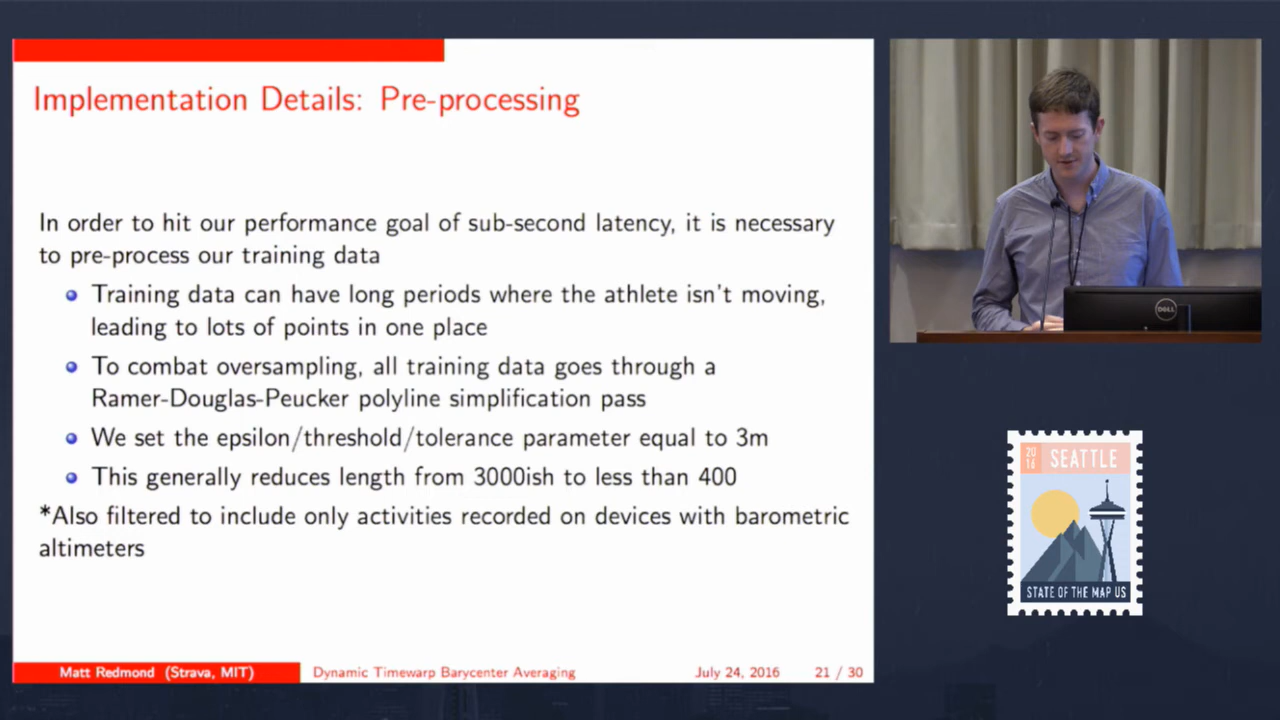 Implementation Details: Pre-processing
In order to hit our performance goal of sub-second latency, it is necessary
to pre-process our training data
Training data can have long periods where the athlete isn't moving,
leading to lots of points in one place
To combat oversampling, all training data goes through a
Ramer-Douglas-Peucker polyline simplification pass
We set the epsilon/threshold/tolerance parameter equal to 3m
This generally reduces length from 3000ish to less than 400
*Also filtered to include only activities recorded on devices with barometric
altimeters
Matt Redmond (Strava, MIT) Dynamic Timewarp Barycenter Averaging July 24, 2016 21 / 30
DELL
20
16
SEATTLE
STATE OF THE MAP US